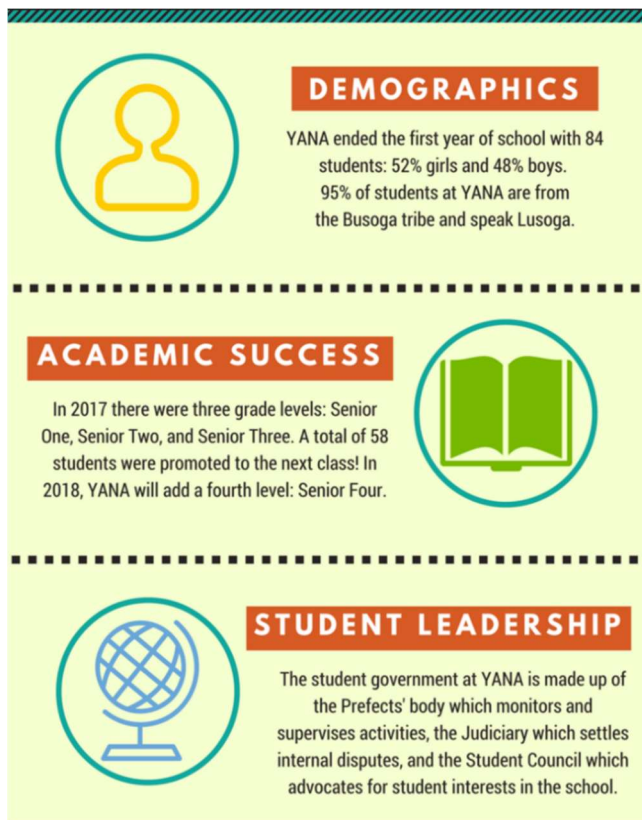 DEMOGRAPHICS
YANA ended the first year of school with 84
students: 52% girls and 48% boys.
95% of students at YANA are from
the Busoga tribe and speak Lusoga.
ACADEMIC SUCCESS
In 2017 there were three grade levels: Senior
One, Senior Two, and Senior Three. A total of 58
students were promoted to the next class! In
2018, YANA will add a fourth level: Senior Four.
STUDENT LEADERSHIP
The student government at YANA is made up of
the Prefects' body which monitors and
supervises activities, the Judiciary which settles
internal disputes, and the Student Council which
advocates for student interests in the school.